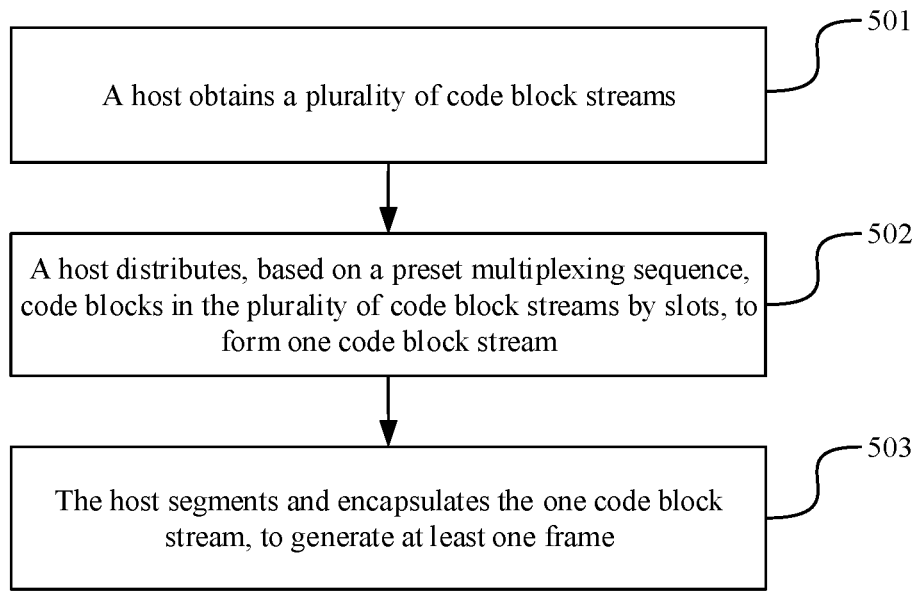 501
A host obtains a plurality of code block streams
502
A host distributes, based on a preset multiplexing sequence,
code blocks in the plurality of code block streams by slots, to
form one code block stream
503
The host segments and encapsulates the one code block
stream, to generate at least one frame